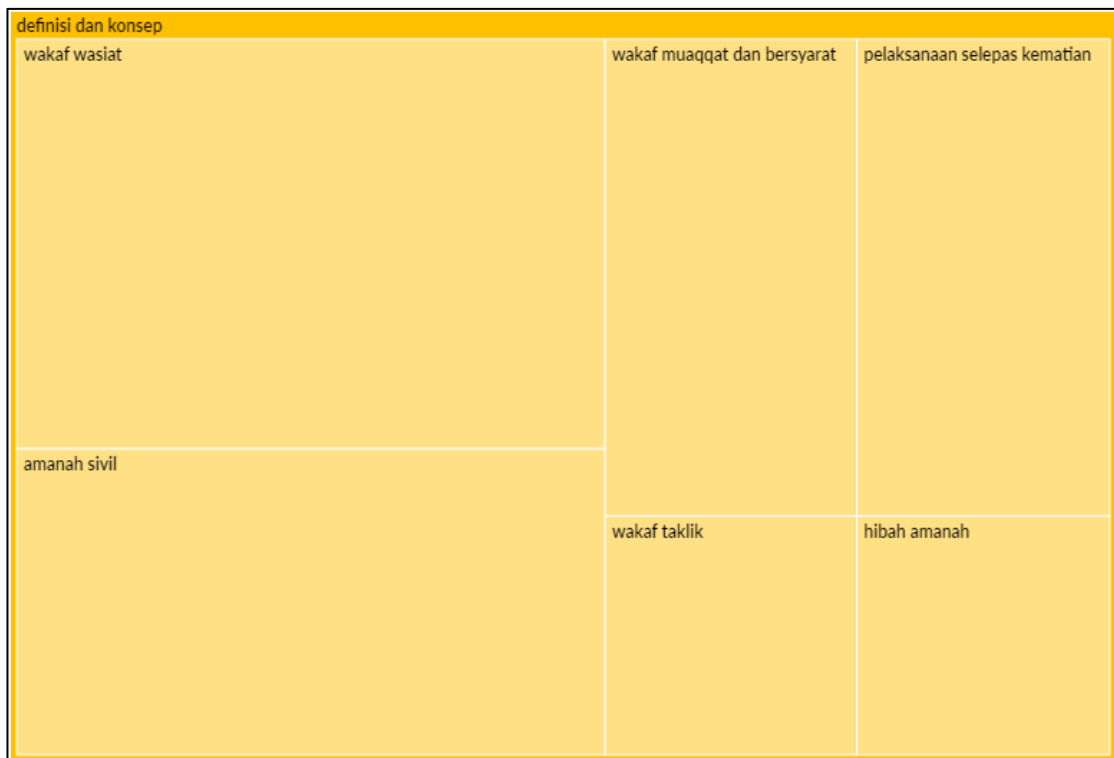 definisi dan konsep
wakaf wasiat
wakaf muaqqat dan bersyarat
pelaksanaan selepas kematian
amanah sivil
wakaf taklik
hibah amanah